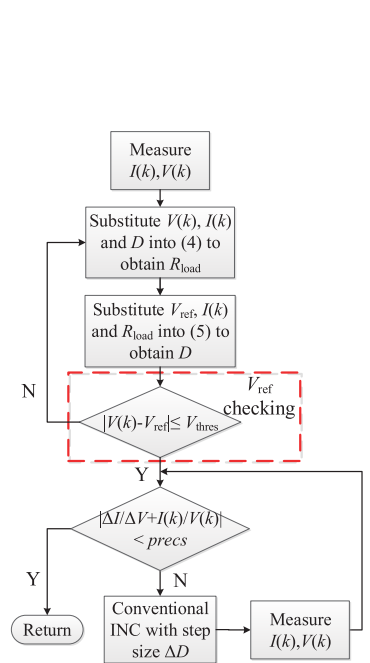 Measure
I(k),V(k)
Substitute V(k), I(k)
and D into (4) to
obtain Rload
Substitute Vref, I(k)
and Rload into (5) to
obtain D
N
Vref
checking
|V(k)-Vref|≤ Vthres
Y
|ΔI/ΔV+I(k)/V(k)|
< precs
Y
N
Return
Conventional
INC with step
size ΔD
Measure
I(k),V(k)